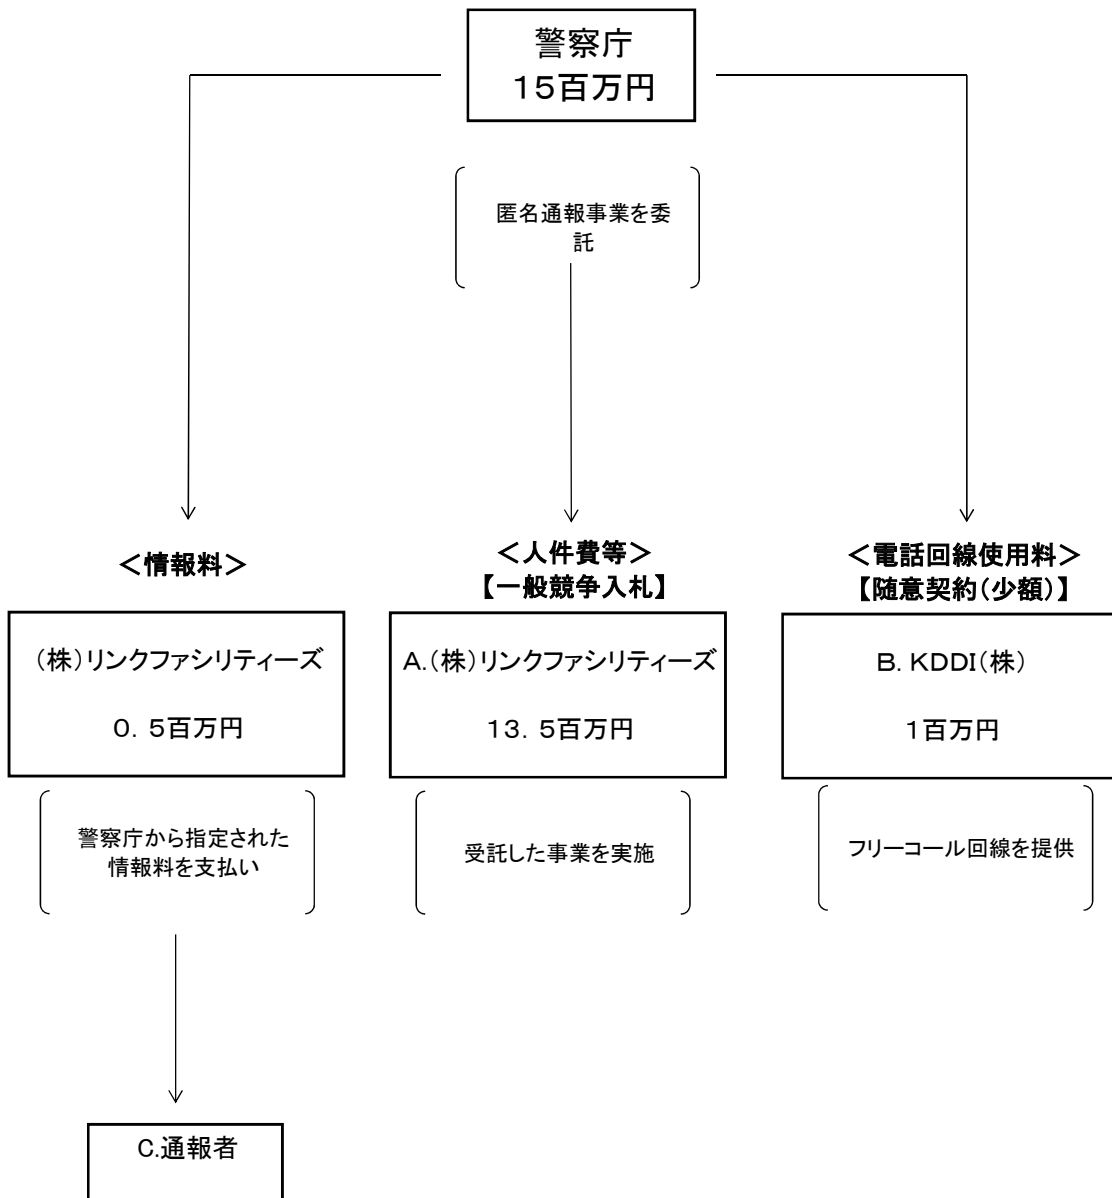 警察庁
15百万円
匿名通報事業を委
託
＜情報料＞
（株）リンクファシリティーズ
0．5百万円
警察庁から指定された
情報料を支払い
C.通報者
＜人件費等＞
【一般競争入札】
A.（株）リンクファシリティーズ
13．5百万円
受託した事業を実施
＜電話回線使用料＞
【随意契約（少額）】
B．KDDI（株）
1百万円
フリーコール回線を提供